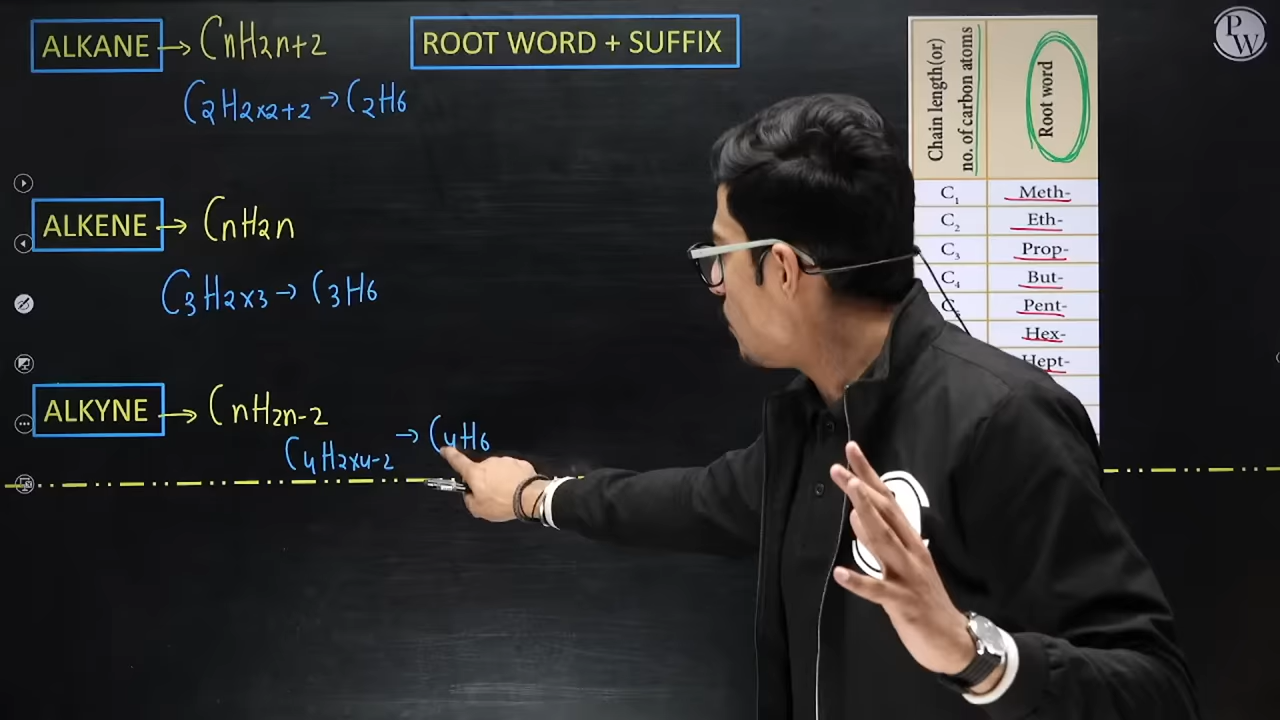 ALKANE → CnH2n+2
ROOT WORD + SUFFIX
C2H2x2+2 → C2H6
ALKENE → CnH2n
C3H2x3 → C3H6
ALKYNE → CnH2n-2
C4H2x4-2 → C4H6
Chain length(or) no. of carbon atoms
Root word
C1 Meth-
C2 Eth-
C3 Prop-
C4 But-
Pent-
Hex-
Hept-
PW